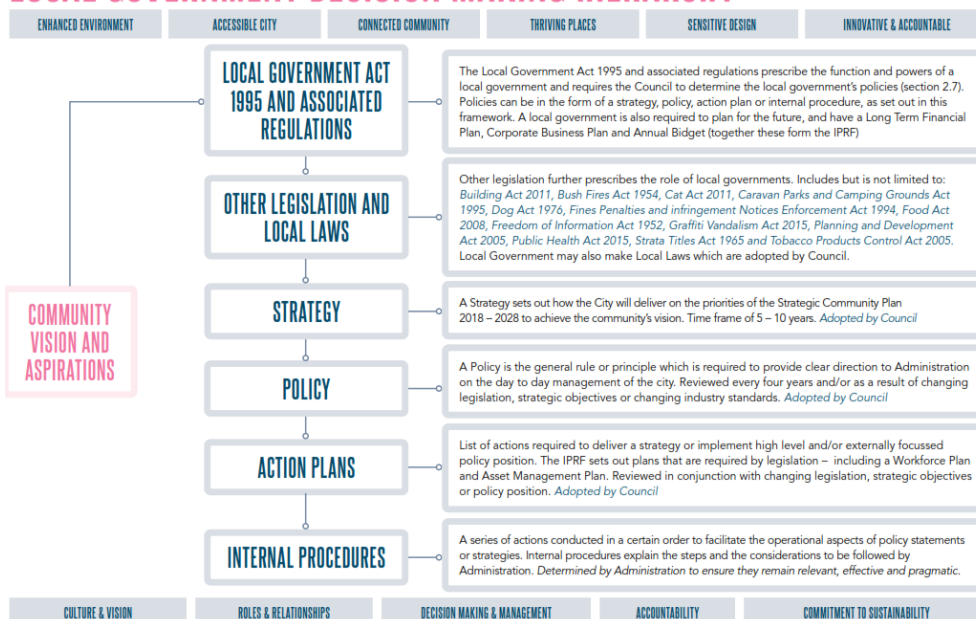 LOCAL GOVERNMENT DECISION MAKING HIERARCHY
ENHANCED ENVIRONMENT
ACCESSIBLE CITY
CONNECTED COMMUNITY
THRIVING PLACES
SENSITIVE DESIGN
INNOVATIVE & ACCOUNTABLE
COMMUNITY
VISION AND
ASPIRATIONS
LOCAL GOVERNMENT ACT
1995 AND ASSOCIATED
REGULATIONS
The Local Government Act 1995 and associated regulations prescribe the function and powers of a
local government and requires the Council to determine the local government's policies (section 2.7).
Policies can be in the form of a strategy, policy, action plan or internal procedure, as set out in this
framework. A local government is also required to plan for the future, and have a Long Term Financial
Plan, Corporate Business Plan and Annual Budget (together these form the IPRF)
OTHER LEGISLATION AND
LOCAL LAWS
Other legislation further prescribes the role of local governments. Includes but is not limited to:
Building Act 2011, Bush Fires Act 1954, Cat Act 2011, Caravan Parks and Camping Grounds Act
1995, Dog Act 1976, Fines Penalties and infringement Notices Enforcement Act 1994, Food Act
2008, Freedom of Information Act 1952, Graffiti Vandalism Act 2015, Planning and Development
Act 2005, Public Health Act 2015, Strata Titles Act 1965 and Tobacco Products Control Act 2005.
Local Government may also make Local Laws which are adopted by Council.
STRATEGY
A Strategy sets out how the City will deliver on the priorities of the Strategic Community Plan
2018 – 2028 to achieve the community's vision. Time frame of 5 – 10 years. Adopted by Council
POLICY
A Policy is the general rule or principle which is required to provide clear direction to Administration
on the day to day management of the city. Reviewed every four years and/or as a result of changing
legislation, strategic objectives or changing industry standards. Adopted by Council
ACTION PLANS
List of actions required to deliver a strategy or implement high level and/or externally focussed
policy position. The IPRF sets out plans that are required by legislation – including a Workforce Plan
and Asset Management Plan. Reviewed in conjunction with changing legislation, strategic objectives
or policy position. Adopted by Council
INTERNAL PROCEDURES
A series of actions conducted in a certain order to facilitate the operational aspects of policy statements
or strategies. Internal procedures explain the steps and the considerations to be followed by
Administration. Determined by Administration to ensure they remain relevant, effective and pragmatic.
CULTURE & VISION
ROLES & RELATIONSHIPS
DECISION MAKING & MANAGEMENT
ACCOUNTABILITY
COMMITMENT TO SUSTAINABILITY